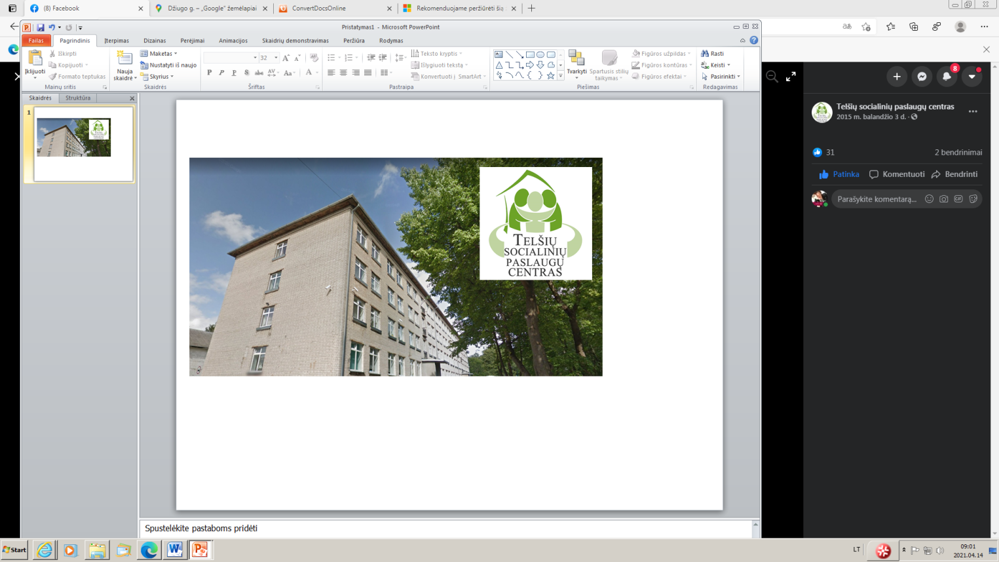 (8) Facebook
Džiugo g. – „Google“ žemėlapiai
ConvertDocsOnline
Rekomenduojame peržiūrėti šią
Pristatymas1 - Microsoft PowerPoint
Failas
Pagrindinis
Įterpimas
Dizainas
Perėjimai
Animacijos
Skaidrių demonstravimas
Peržiūra
Rodymas
Įklijuoti
Iškirpti
Kopijuoti
Formato teptukas
Mainų sritis
Nauja
skaidrė
Maketas
Nustatyti iš naujo
Skyrius
Skaidrės
32
Šriftas
Teksto kryptis
Išlygiuoti tekstą
Konvertuoti į SmartArt
Pastraipa
Tvarkyti
Spartusis stilių
taikymas
Figūros užpildas
Figūros kontūras
Figūros efektai
Piešimas
Rasti
Keisti
Pasirinkti
Redagavimas
Skaidrės
Struktūra
1
TELŠIŲ
SOCIALINIŲ
PASLAUGŲ
CENTRAS
Spustelėkite pastaboms pridėti
8
Telšių socialinių paslaugų centras
2015 m. balandžio 3 d.
31
2 bendrinimai
Patinka
Komentuoti
Bendrinti
Parašykite komentarą...
GIF
Start
LT
09:01
2021.04.14